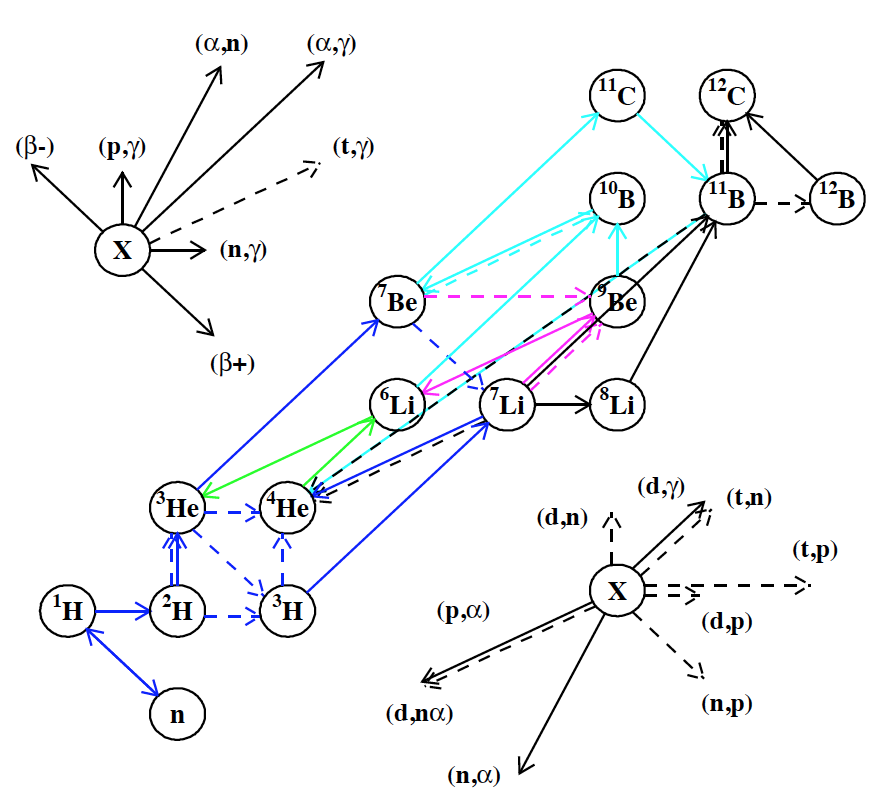 (α,n) (α,γ)
(β-) (p,γ) (t,γ)
X (n,γ)
(β+)
¹¹C ¹²C
¹⁰B ¹¹B ¹²B
⁷Be ⁹Be
⁶Li ⁷Li ⁸Li
³He ⁴He
¹H ²H ³H
n
(d,γ) (t,n)
(d,n)
(t,p)
X
(p,α) (d,p)
(d,nα) (n,p)
(n,α)